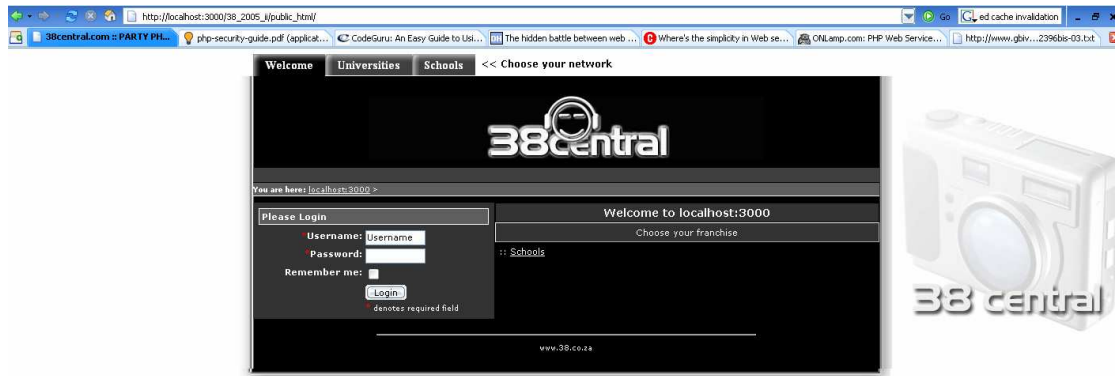 http://localhost:3000/38_2005_ii/public_html/ Go ed cache invalidation
38central.com :: PARTY PH... php-security-guide.pdf (applicat... CodeGuru: An Easy Guide to Usi... The hidden battle between web ... Where's the simplicity in Web se... ONLamp.com: PHP Web Service... http://www.gbiv...2396bis-03.txt
Welcome Universities Schools << Choose your network
38central
You are here: localhost:3000 >
Please Login
*Username: Username
*Password:
Remember me:
Login
* denotes required field
Welcome to localhost:3000
Choose your franchise
:: Schools
38 central
www.38.co.za